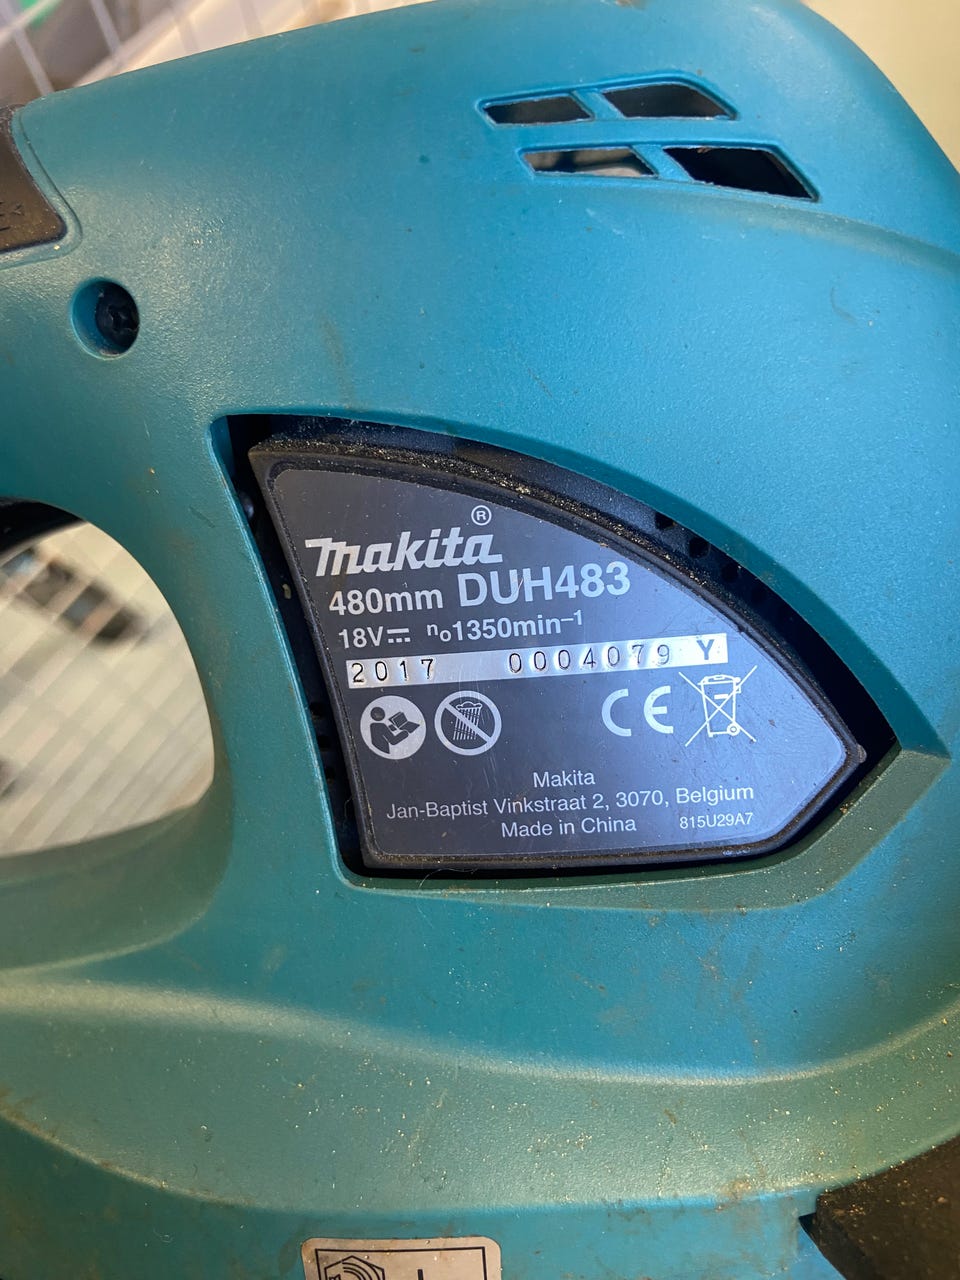 makita®
480mm DUH483
18V⎓ nо1350min⁻¹
2017 0004079 Y
CE
Makita
Jan-Baptist Vinkstraat 2, 3070, Belgium
Made in China 815U29A7